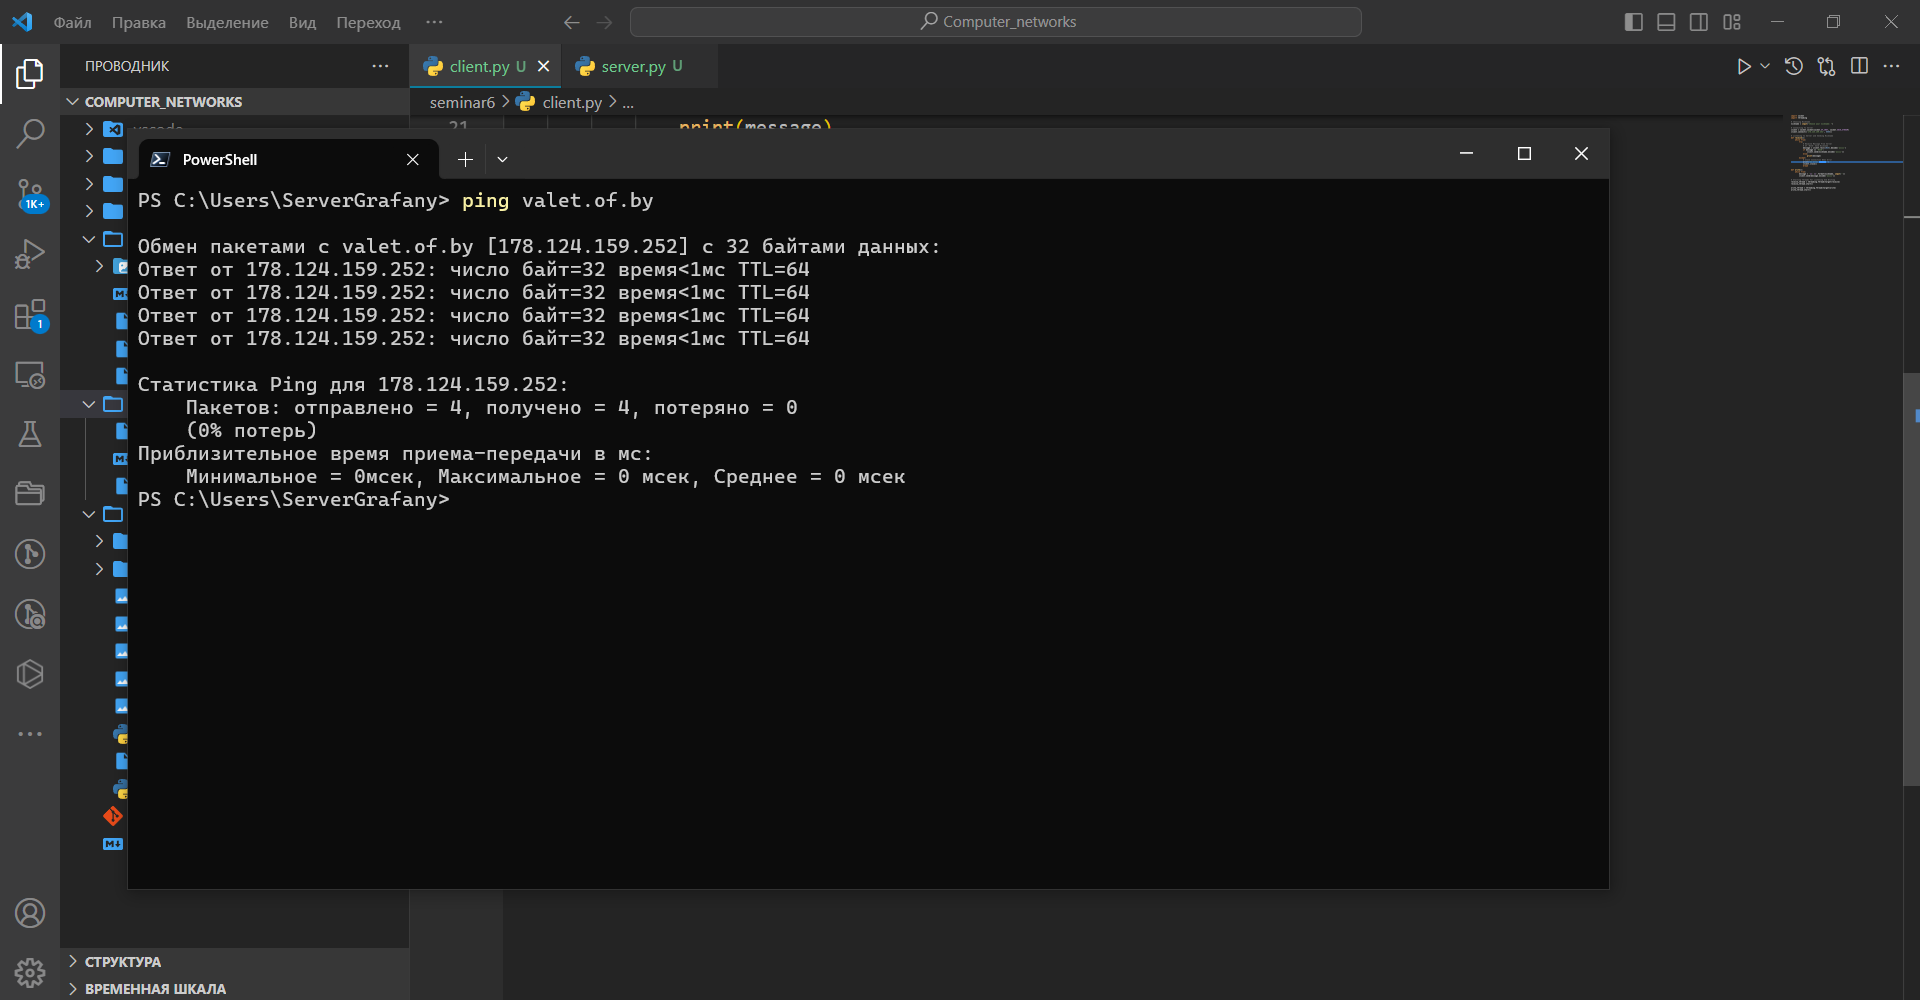 Файл Правка Выделение Вид Переход ··· Computer_networks
ПРОВОДНИК ···
client.py U
server.py U
COMPUTER_NETWORKS
seminar6 > client.py > ...
21 print(message)
PowerShell
PS C:\Users\ServerGrafany> ping valet.of.by
Обмен пакетами с valet.of.by [178.124.159.252] с 32 байтами данных:
Ответ от 178.124.159.252: число байт=32 время<1мс TTL=64
Ответ от 178.124.159.252: число байт=32 время<1мс TTL=64
Ответ от 178.124.159.252: число байт=32 время<1мс TTL=64
Ответ от 178.124.159.252: число байт=32 время<1мс TTL=64
Статистика Ping для 178.124.159.252:
Пакетов: отправлено = 4, получено = 4, потеряно = 0
(0% потерь)
Приблизительное время приема-передачи в мс:
Минимальное = 0мсек, Максимальное = 0 мсек, Среднее = 0 мсек
PS C:\Users\ServerGrafany>
1K+
1
СТРУКТУРА
ВРЕМЕННАЯ ШКАЛА